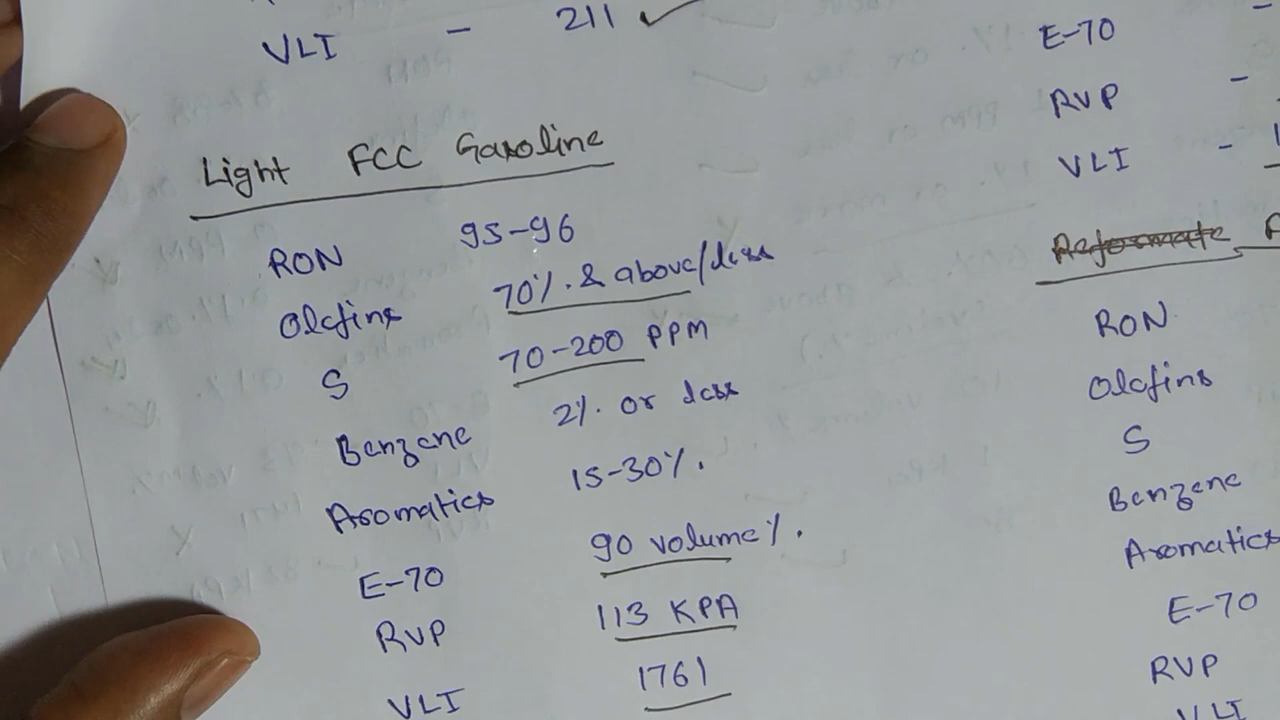 VLI - 211 ✓
Light FCC Gasoline
RON 95-96
Olefins 70%. & above/less
S 70-200 PPM
Benzene 2%. or less
Aromatics 15-30%.
E-70 90 volume%.
RVP 113 KPA
VLI 1761
E-70 -
RVP -
VLI -
Reformate
RON
Olefins
S
Benzene
Aromatics
E-70
RVP
VLI